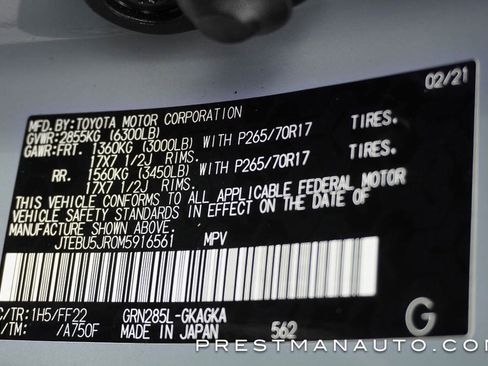 02/21
MFD.BY:TOYOTA MOTOR CORPORATION
GVWR:2855KG (6300LB)
GAWR:FRT. 1360KG (3000LB) WITH P265/70R17 TIRES.
17X7 1/2J RIMS.
RR. 1560KG (3450LB) WITH P265/70R17 TIRES.
17X7 1/2J RIMS.
THIS VEHICLE CONFORMS TO ALL APPLICABLE FEDERAL MOTOR
VEHICLE SAFETY STANDARDS IN EFFECT ON THE DATE OF
MANUFACTURE SHOWN ABOVE.
JTEBU5JR0M5916561 MPV
C/TR:1H5/FF22 GRN285L-GKAGKA
/TM: /A750F MADE IN JAPAN 562 G
PRESTMANAUTO.COM